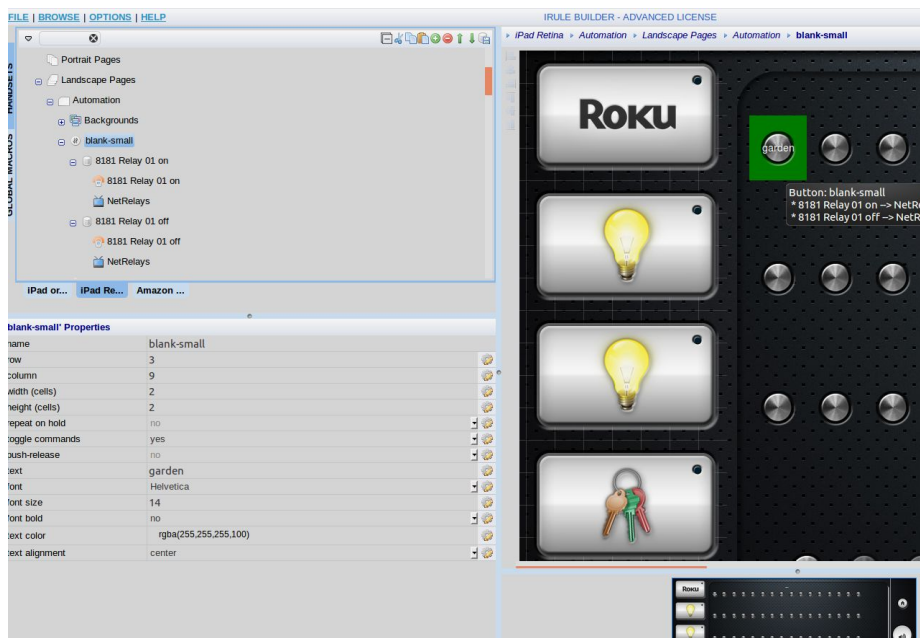 FILE | BROWSE | OPTIONS | HELP
IRULE BUILDER - ADVANCED LICENSE
iPad Retina ▸ Automation ▸ Landscape Pages ▸ Automation ▸ blank-small
HANDSETS
GLOBAL MACROS
Portrait Pages
Landscape Pages
Automation
Backgrounds
blank-small
8181 Relay 01 on
8181 Relay 01 on
NetRelays
8181 Relay 01 off
8181 Relay 01 off
NetRelays
iPad or... iPad Re... Amazon ...
blank-small' Properties
name blank-small
row 3
column 9
width (cells) 2
height (cells) 2
repeat on hold no
toggle commands yes
push-release no
text garden
font Helvetica
font size 14
font bold no
text color rgba(255,255,255,100)
text alignment center
Roku
garden
Button: blank-small
* 8181 Relay 01 on --> NetRe
* 8181 Relay 01 off --> NetR
Roku